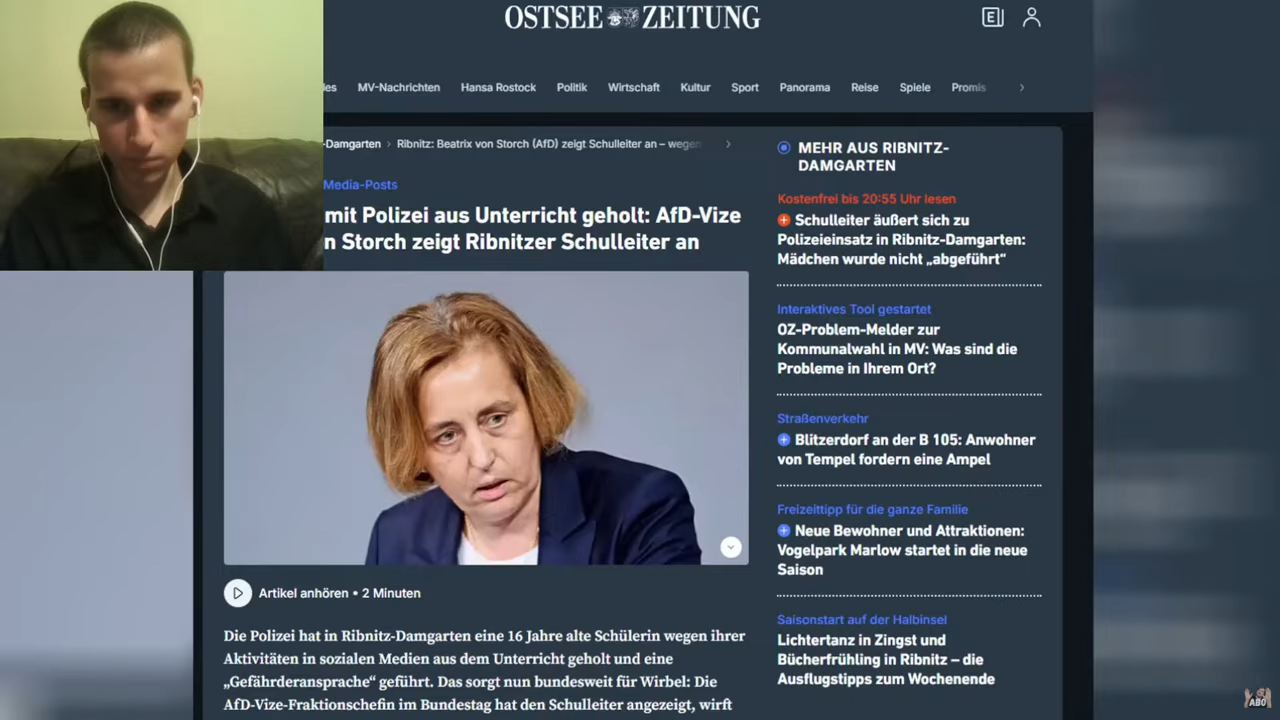 OSTSEE ZEITUNG
les MV-Nachrichten Hansa Rostock Politik Wirtschaft Kultur Sport Panorama Reise Spiele Promis
-Damgarten Ribnitz: Beatrix von Storch (AfD) zeigt Schulleiter an – wegen
Media-Posts
mit Polizei aus Unterricht geholt: AfD-Vize
n Storch zeigt Ribnitzer Schulleiter an
Artikel anhören • 2 Minuten
Die Polizei hat in Ribnitz-Damgarten eine 16 Jahre alte Schülerin wegen ihrer
Aktivitäten in sozialen Medien aus dem Unterricht geholt und eine
„Gefährderansprache“ geführt. Das sorgt nun bundesweit für Wirbel: Die
AfD-Vize-Fraktionschefin im Bundestag hat den Schulleiter angezeigt, wirft
MEHR AUS RIBNITZ-
DAMGARTEN
Kostenfrei bis 20:55 Uhr lesen
Schulleiter äußert sich zu
Polizeieinsatz in Ribnitz-Damgarten:
Mädchen wurde nicht „abgeführt“
Interaktives Tool gestartet
OZ-Problem-Melder zur
Kommunalwahl in MV: Was sind die
Probleme in Ihrem Ort?
Straßenverkehr
Blitzerdorf an der B 105: Anwohner
von Tempel fordern eine Ampel
Freizeittipp für die ganze Familie
Neue Bewohner und Attraktionen:
Vogelpark Marlow startet in die neue
Saison
Saisonstart auf der Halbinsel
Lichtertanz in Zingst und
Bücherfrühling in Ribnitz – die
Ausflugstipps zum Wochenende
ABO